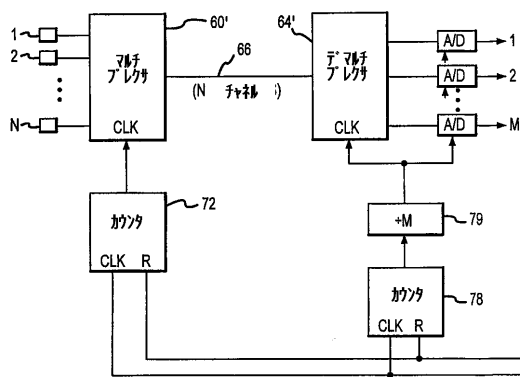 1
2
N
マルチ
プレクサ
CLK
60'
66
(N チャネル :)
64'
デマルチ
プレクサ
CLK
A/D
1
A/D
2
A/D
M
カウンタ
CLK R
72
+M
79
カウンタ
CLK R
78